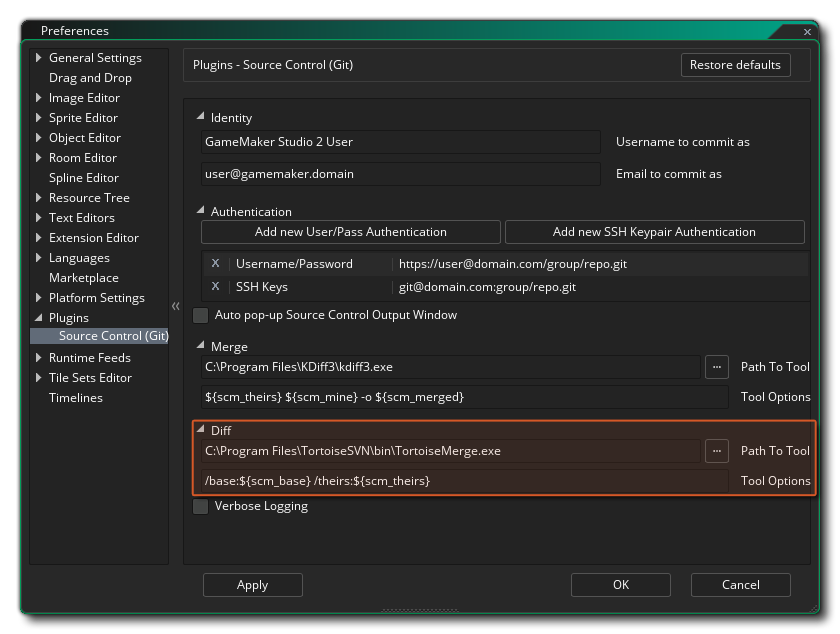 Preferences
General Settings
Drag and Drop
Image Editor
Sprite Editor
Object Editor
Room Editor
Spline Editor
Resource Tree
Text Editors
Extension Editor
Languages
Marketplace
Platform Settings
Plugins
Source Control (Git)
Runtime Feeds
Tile Sets Editor
Timelines
Plugins - Source Control (Git)
Restore defaults
Identity
GameMaker Studio 2 User
Username to commit as
user@gamemaker.domain
Email to commit as
Authentication
Add new User/Pass Authentication
Add new SSH Keypair Authentication
X Username/Password https://user@domain.com/group/repo.git
X SSH Keys git@domain.com:group/repo.git
Auto pop-up Source Control Output Window
Merge
C:\Program Files\KDiff3\kdiff3.exe ... Path To Tool
${scm_theirs} ${scm_mine} -o ${scm_merged} Tool Options
Diff
C:\Program Files\TortoiseSVN\bin\TortoiseMerge.exe ... Path To Tool
/base:${scm_base} /theirs:${scm_theirs} Tool Options
Verbose Logging
Apply
OK
Cancel